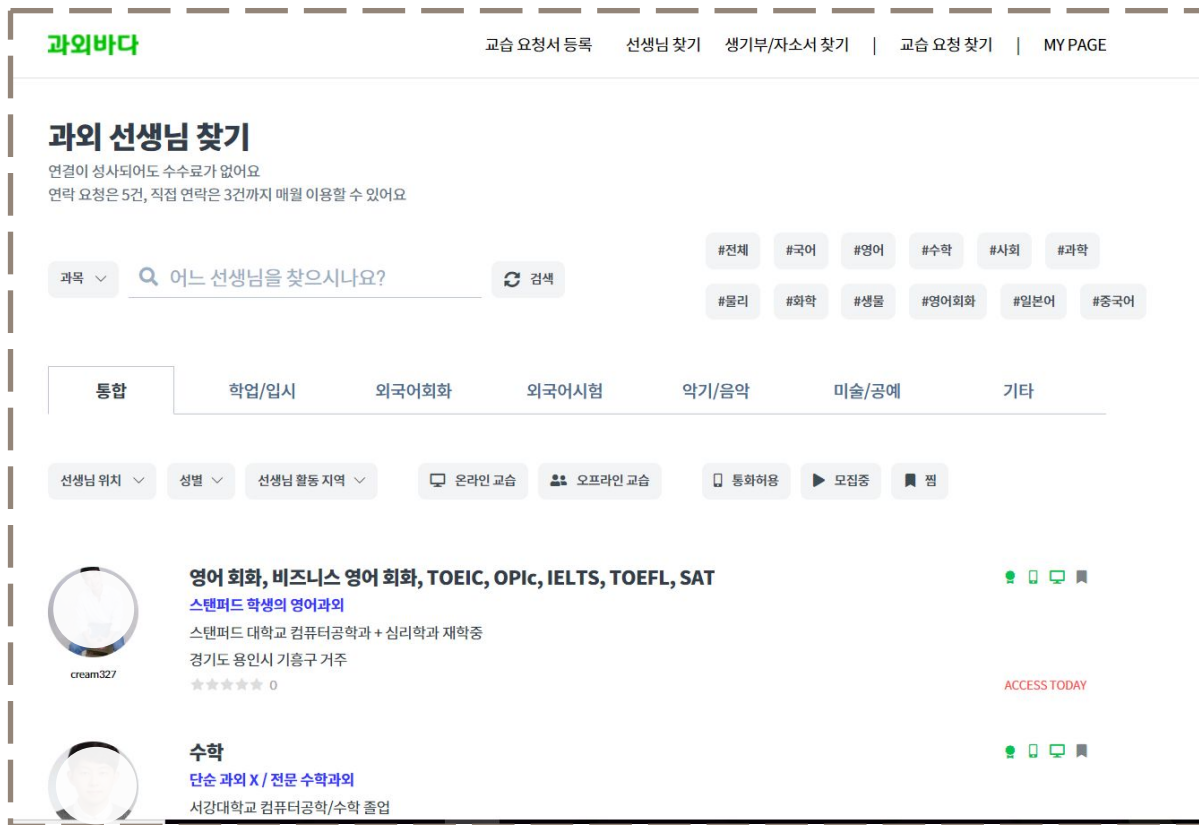 과외바다
교습 요청서 등록 선생님 찾기 생기부/자소서 찾기 | 교습 요청 찾기 | MY PAGE
과외 선생님 찾기
연결이 성사되어도 수수료가 없어요
연락 요청은 5건, 직접 연락은 3건까지 매월 이용할 수 있어요
#전체 #국어 #영어 #수학 #사회 #과학
과목 어느 선생님을 찾으시나요? 검색
#물리 #화학 #생물 #영어회화 #일본어 #중국어
통합 학업/입시 외국어회화 외국어시험 악기/음악 미술/공예 기타
선생님 위치 성별 선생님 활동 지역 온라인 교습 오프라인 교습 통화허용 모집중 찜
영어 회화, 비즈니스 영어 회화, TOEIC, OPIc, IELTS, TOEFL, SAT
스탠퍼드 학생의 영어과외
스탠퍼드 대학교 컴퓨터공학과 + 심리학과 재학중
경기도 용인시 기흥구 거주
cream327
0 ACCESS TODAY
수학
단순 과외 X / 전문 수학과외
서강대학교 컴퓨터공학/수학 졸업